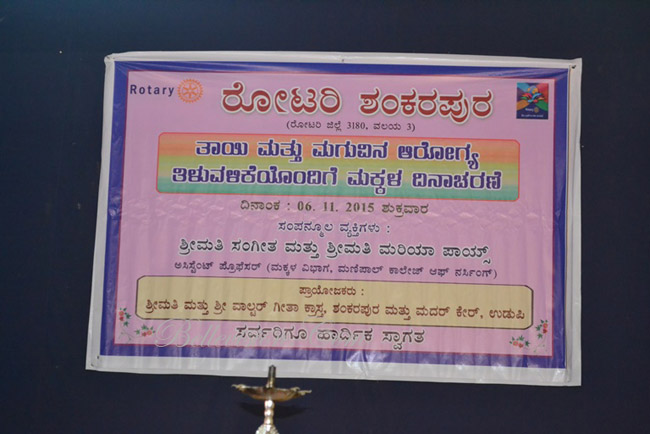 Rotary
ರೋಟರಿ ಶಂಕರಪುರ
(ರೋಟರಿ ಜಿಲ್ಲೆ 3180, ವಲಯ 3)
ತಾಯಿ ಮತ್ತು ಮಗುವಿನ ಆರೋಗ್ಯ
ತಿಳುವಳಿಕೆಯೊಂದಿಗೆ ಮಕ್ಕಳ ದಿನಾಚರಣೆ
ದಿನಾಂಕ : 06. 11. 2015 ಶುಕ್ರವಾರ
ಸಂಪನ್ಮೂಲ ವ್ಯಕ್ತಿಗಳು :
ಶ್ರೀಮತಿ ಸಂಗೀತ ಮತ್ತು ಶ್ರೀಮತಿ ಮರಿಯಾ ಪಾಯ್ಸ್
ಅಸಿಸ್ಟೆಂಟ್ ಪ್ರೊಫೆಸರ್ (ಮಕ್ಕಳ ವಿಭಾಗ, ಮಣಿಪಾಲ್ ಕಾಲೇಜ್ ಆಫ್ ನರ್ಸಿಂಗ್)
ಪ್ರಾಯೋಜಕರು :
ಶ್ರೀಮತಿ ಮತ್ತು ಶ್ರೀ ವಾಲ್ಟರ್ ಗೀತಾ ಕ್ರಾಸ್ತ, ಶಂಕರಪುರ ಮತ್ತು ಮದರ್ ಕೇರ್, ಉಡುಪಿ
ಸರ್ವರಿಗೂ ಹಾರ್ದಿಕ ಸ್ವಾಗತ